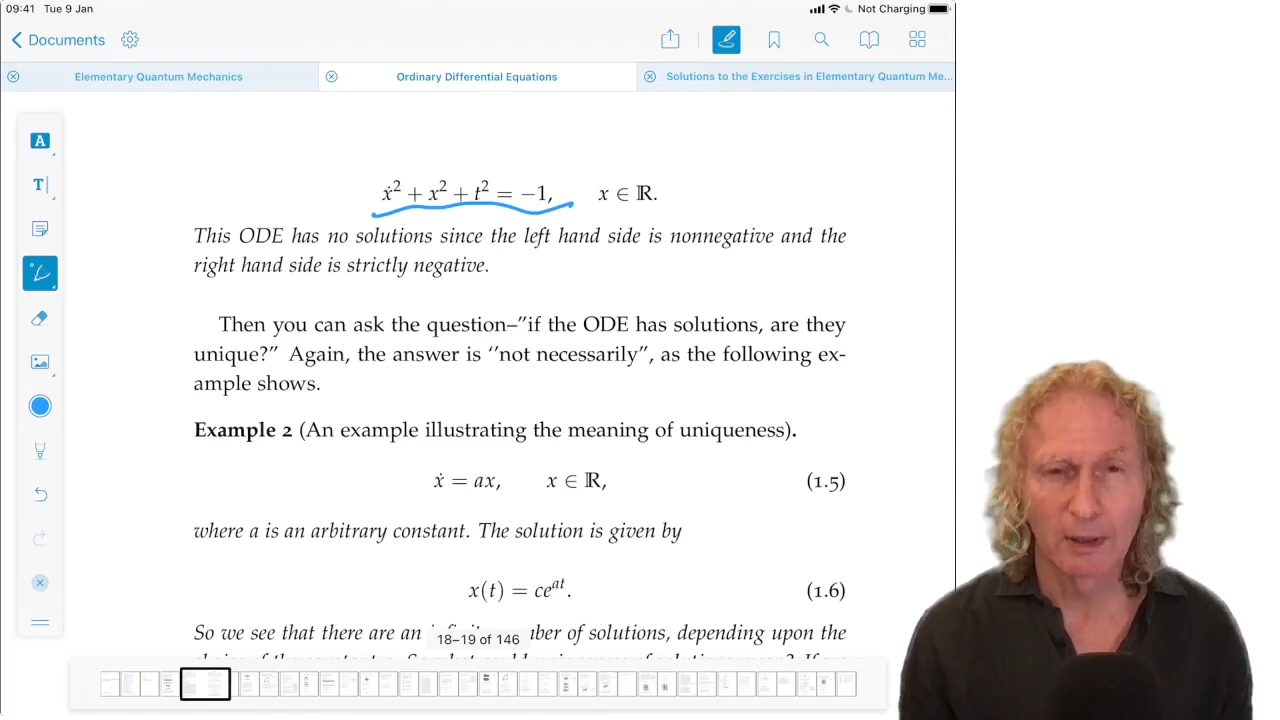 09:41 Tue 9 Jan Not Charging
Documents
Elementary Quantum Mechanics Ordinary Differential Equations Solutions to the Exercises in Elementary Quantum Me...
A
T
ẋ² + x² + t² = −1, x ∈ ℝ.
This ODE has no solutions since the left hand side is nonnegative and the
right hand side is strictly negative.
Then you can ask the question–”if the ODE has solutions, are they
unique?” Again, the answer is ‘’not necessarily”, as the following ex-
ample shows.
Example 2 (An example illustrating the meaning of uniqueness).
ẋ = ax, x ∈ ℝ, (1.5)
where a is an arbitrary constant. The solution is given by
x(t) = ceᵃᵗ. (1.6)
So we see that there are an 18–19 of 146 of solutions, depending upon the